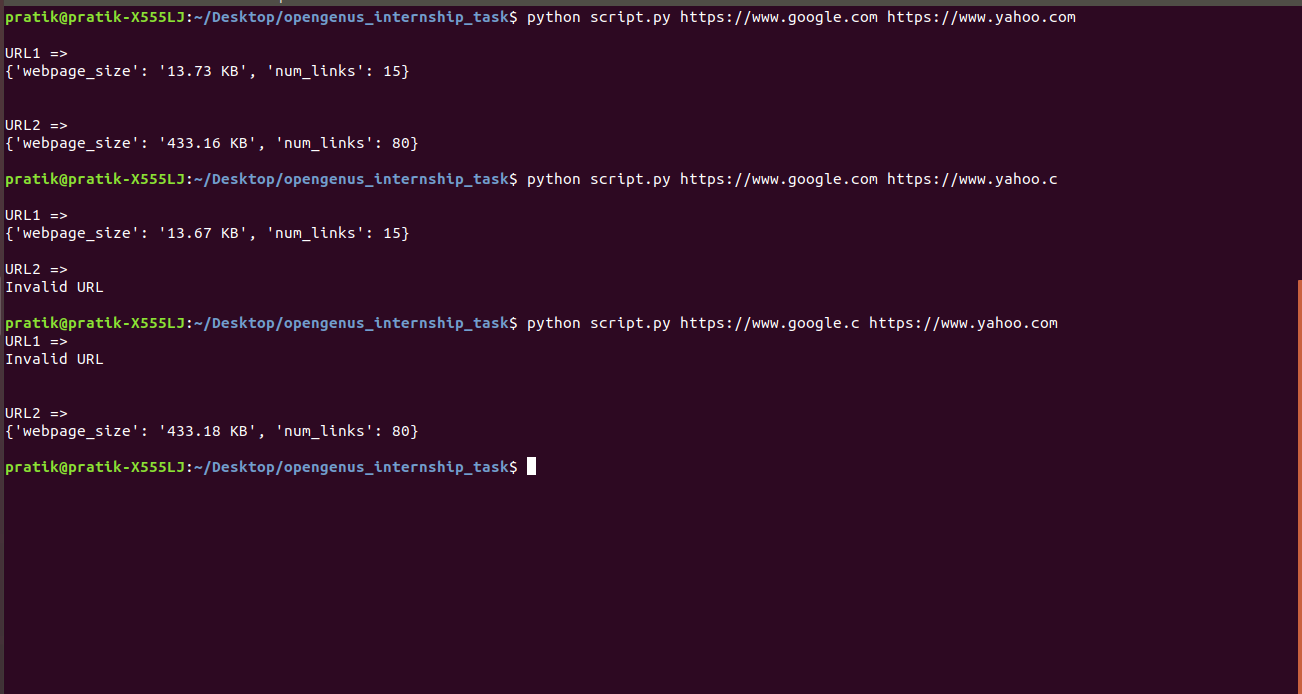 pratik@pratik-X555LJ:~/Desktop/opengenus_internship_task$ python script.py https://www.google.com https://www.yahoo.com
URL1 =>
{'webpage_size': '13.73 KB', 'num_links': 15}
URL2 =>
{'webpage_size': '433.16 KB', 'num_links': 80}
pratik@pratik-X555LJ:~/Desktop/opengenus_internship_task$ python script.py https://www.google.com https://www.yahoo.c
URL1 =>
{'webpage_size': '13.67 KB', 'num_links': 15}
URL2 =>
Invalid URL
pratik@pratik-X555LJ:~/Desktop/opengenus_internship_task$ python script.py https://www.google.c https://www.yahoo.com
URL1 =>
Invalid URL
URL2 =>
{'webpage_size': '433.18 KB', 'num_links': 80}
pratik@pratik-X555LJ:~/Desktop/opengenus_internship_task$